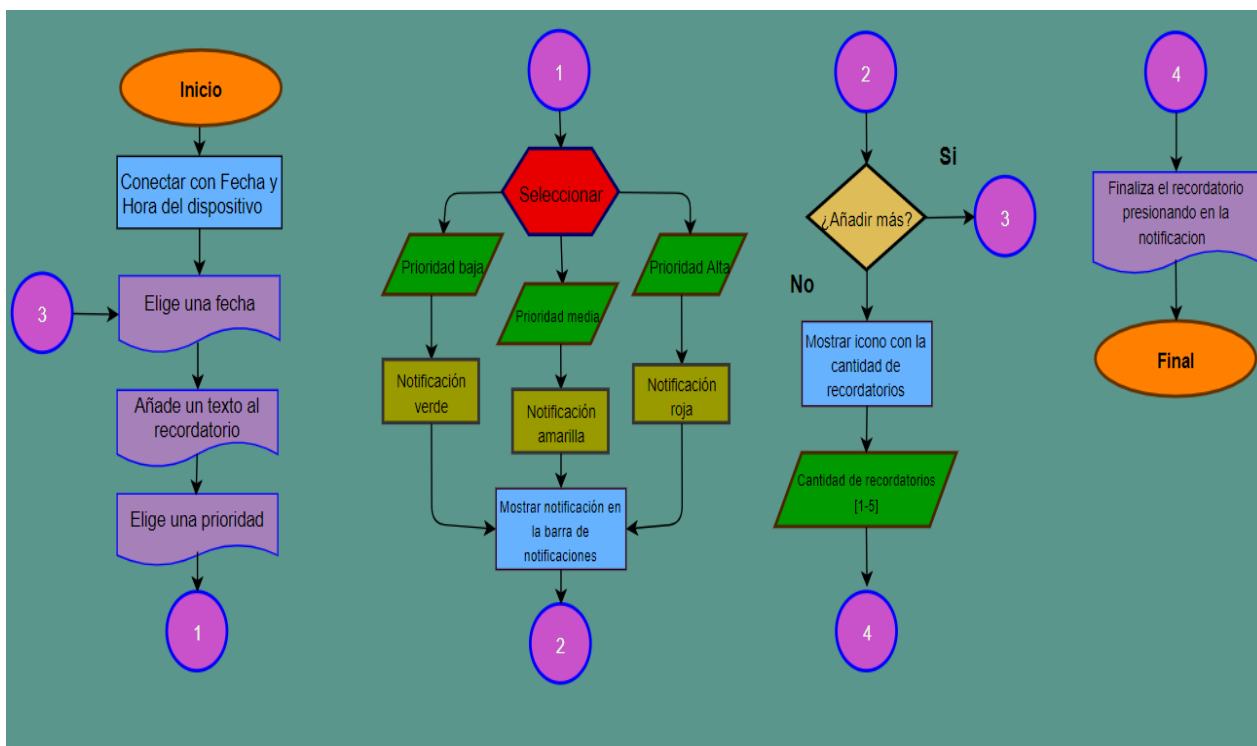 Inicio
Conectar con Fecha y
Hora del dispositivo
3
Elige una fecha
Añade un texto al
recordatorio
Elige una prioridad
1
1
Seleccionar
Prioridad baja
Prioridad media
Prioridad Alta
Notificación
verde
Notificación
amarilla
Notificación
roja
Mostrar notificación en
la barra de
notificaciones
2
2
¿Añadir más?
Si
3
No
Mostrar icono con la
cantidad de
recordatorios
Cantidad de recordatorios
[1-5]
4
4
Finaliza el recordatorio
presionando en la
notificacion
Final